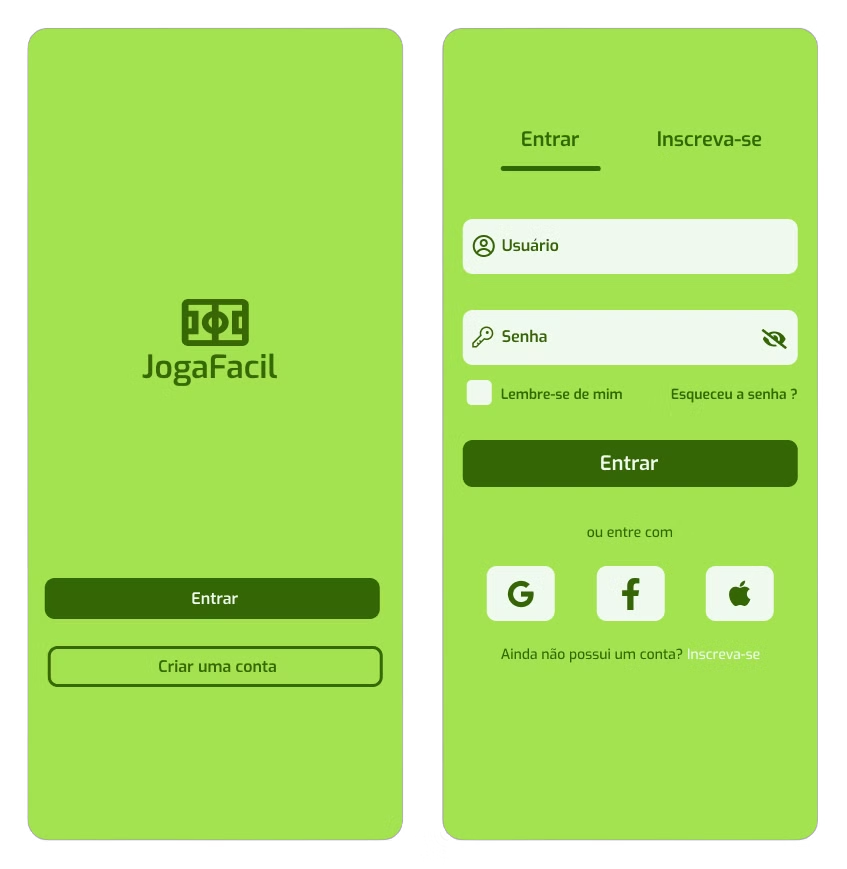 JogaFacil
Entrar
Criar uma conta
Entrar Inscreva-se
Usuário
Senha
Lembre-se de mim Esqueceu a senha ?
Entrar
ou entre com
Ainda não possui um conta? Inscreva-se